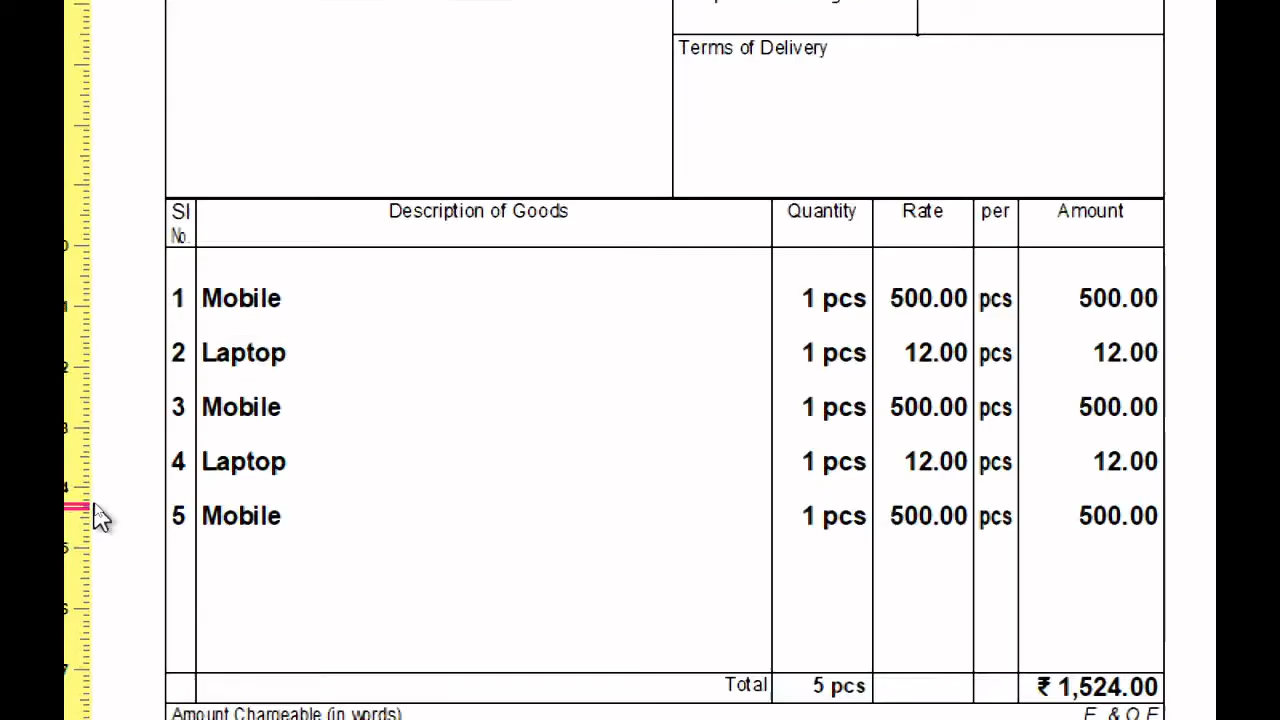 Terms of Delivery
Sl No. Description of Goods Quantity Rate per Amount
1 Mobile 1 pcs 500.00 pcs 500.00
2 Laptop 1 pcs 12.00 pcs 12.00
3 Mobile 1 pcs 500.00 pcs 500.00
4 Laptop 1 pcs 12.00 pcs 12.00
5 Mobile 1 pcs 500.00 pcs 500.00
Total 5 pcs ₹ 1,524.00
Amount Chargeable (in words) E. & O.E